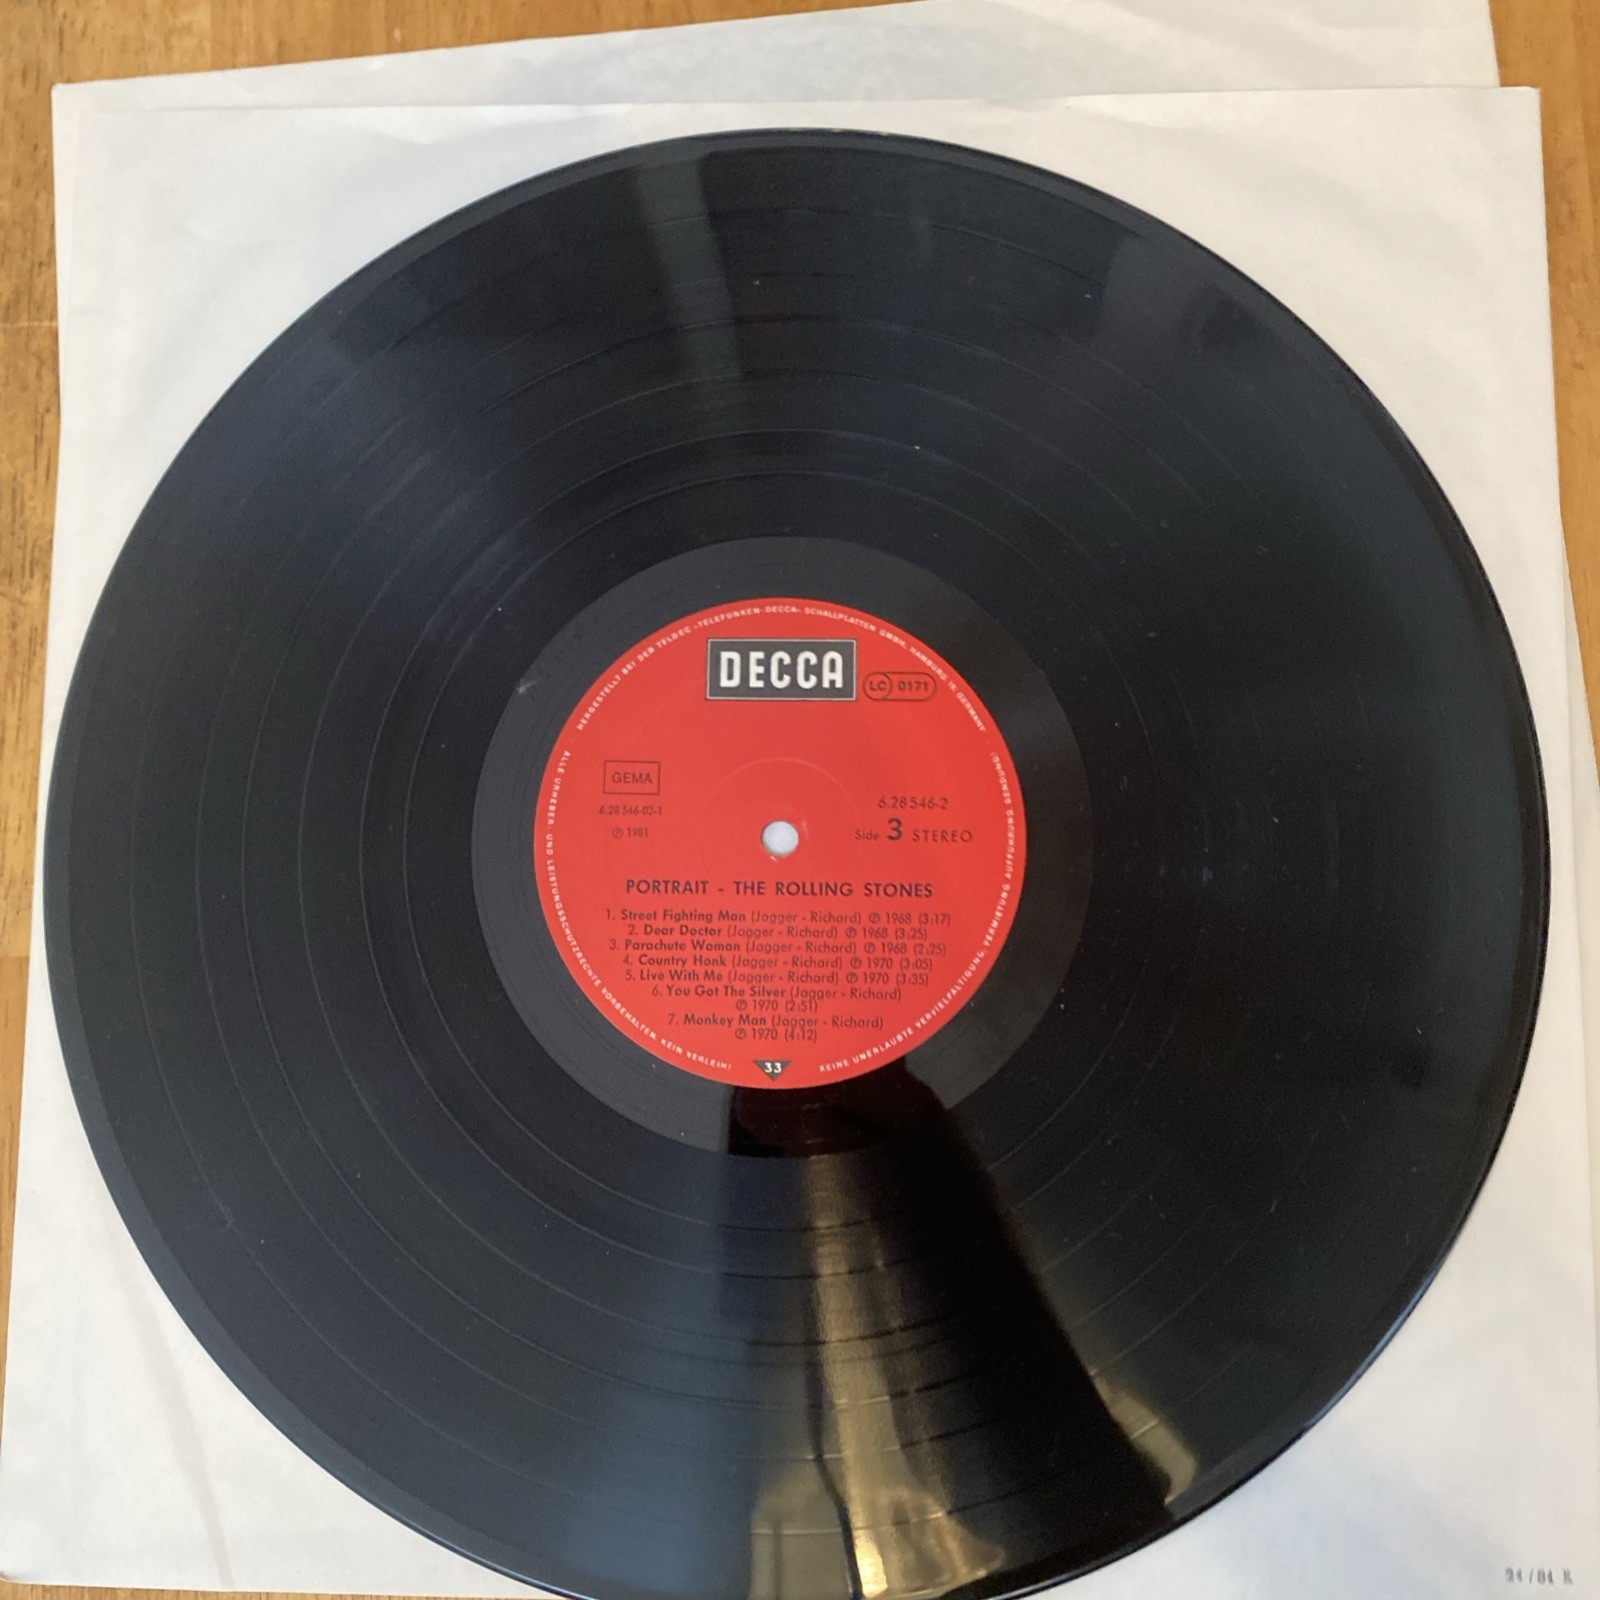 HERGESTELLT BEI DER TELDEC »TELEFUNKEN-DECCA« SCHALLPLATTEN GMBH, HAMBURG 19, GERMANY
DECCA
LC 0171
GEMA
6.28 546-02-1
℗ 1981
6.28 546-2
Side 3 STEREO
PORTRAIT - THE ROLLING STONES
1. Street Fighting Man (Jagger - Richard) ℗ 1968 (3:17)
2. Dear Doctor (Jagger - Richard) ℗ 1968 (3:25)
3. Parachute Woman (Jagger - Richard) ℗ 1968 (2:25)
4. Country Honk (Jagger - Richard) ℗ 1970 (3:05)
5. Live With Me (Jagger - Richard) ℗ 1970 (3:35)
6. You Got The Silver (Jagger - Richard)
℗ 1970 (2:51)
7. Monkey Man (Jagger - Richard)
℗ 1970 (4:12)
33
ALLE URHEBER- UND LEISTUNGSSCHUTZRECHTE VORBEHALTEN. KEIN VERLEIH!
KEINE UNERLAUBTE VERVIELFÄLTIGUNG, VERMIETUNG, AUFFÜHRUNG, SENDUNG!